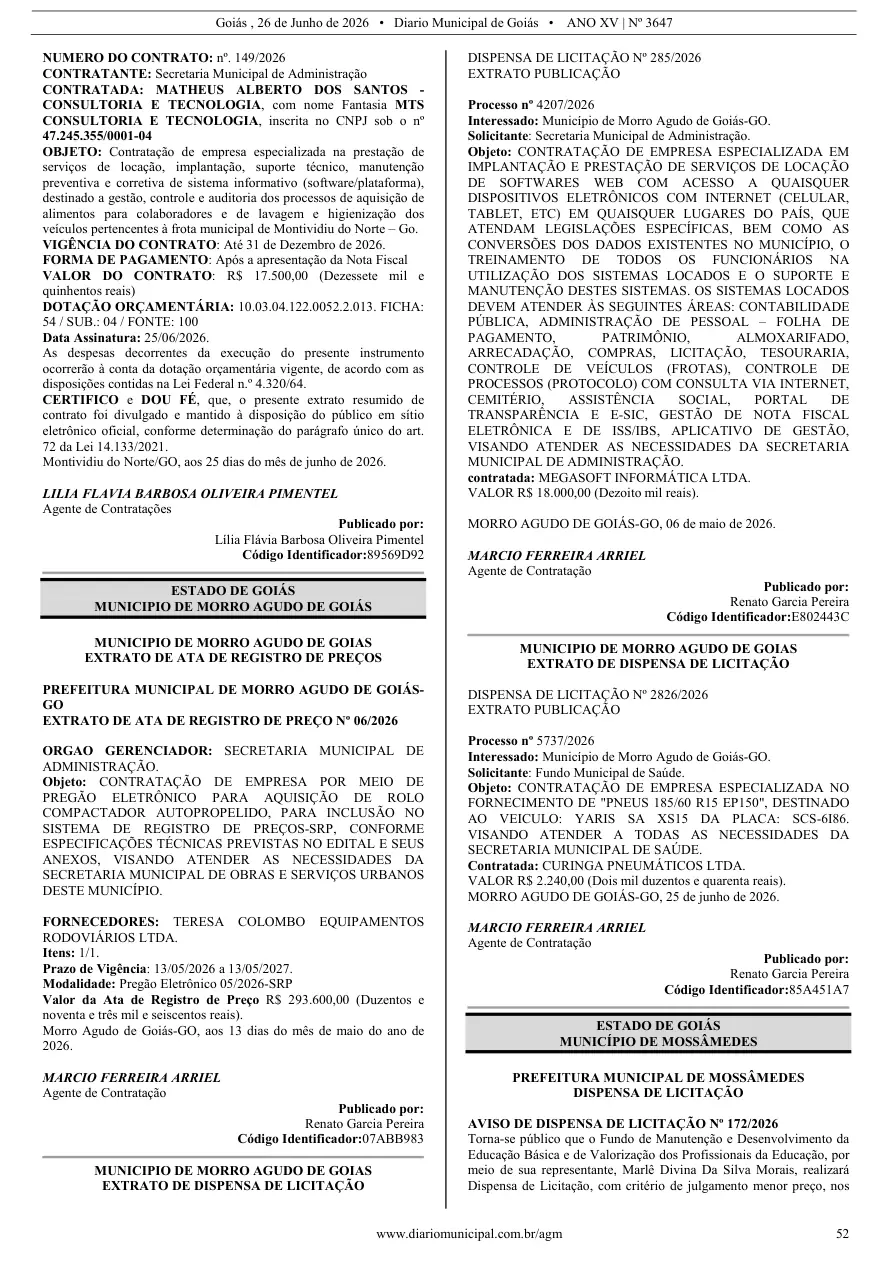 Goiás , 26 de Junho de 2026 • Diario Municipal de Goiás • ANO XV | Nº 3647
NUMERO DO CONTRATO: nº. 149/2026
CONTRATANTE: Secretaria Municipal de Administração
CONTRATADA: MATHEUS ALBERTO DOS SANTOS -
CONSULTORIA E TECNOLOGIA, com nome Fantasia MTS
CONSULTORIA E TECNOLOGIA, inscrita no CNPJ sob o nº
47.245.355/0001-04
OBJETO: Contratação de empresa especializada na prestação de
serviços de locação, implantação, suporte técnico, manutenção
preventiva e corretiva de sistema informativo (software/plataforma),
destinado a gestão, controle e auditoria dos processos de aquisição de
alimentos para colaboradores e de lavagem e higienização dos
veículos pertencentes à frota municipal de Montividiu do Norte – Go.
VIGÊNCIA DO CONTRATO: Até 31 de Dezembro de 2026.
FORMA DE PAGAMENTO: Após a apresentação da Nota Fiscal
VALOR DO CONTRATO: R$ 17.500,00 (Dezessete mil e
quinhentos reais)
DOTAÇÃO ORÇAMENTÁRIA: 10.03.04.122.0052.2.013. FICHA:
54 / SUB.: 04 / FONTE: 100
Data Assinatura: 25/06/2026.
As despesas decorrentes da execução do presente instrumento
ocorrerão à conta da dotação orçamentária vigente, de acordo com as
disposições contidas na Lei Federal n.º 4.320/64.
CERTIFICO e DOU FÉ, que, o presente extrato resumido de
contrato foi divulgado e mantido à disposição do público em sítio
eletrônico oficial, conforme determinação do parágrafo único do art.
72 da Lei 14.133/2021.
Montividiu do Norte/GO, aos 25 dias do mês de junho de 2026.
LILIA FLAVIA BARBOSA OLIVEIRA PIMENTEL
Agente de Contratações
Publicado por:
Lília Flávia Barbosa Oliveira Pimentel
Código Identificador:89569D92
ESTADO DE GOIÁS
MUNICIPIO DE MORRO AGUDO DE GOIÁS
MUNICIPIO DE MORRO AGUDO DE GOIAS
EXTRATO DE ATA DE REGISTRO DE PREÇOS
PREFEITURA MUNICIPAL DE MORRO AGUDO DE GOIÁS-
GO
EXTRATO DE ATA DE REGISTRO DE PREÇO Nº 06/2026
ORGAO GERENCIADOR: SECRETARIA MUNICIPAL DE
ADMINISTRAÇÃO.
Objeto: CONTRATAÇÃO DE EMPRESA POR MEIO DE
PREGÃO ELETRÔNICO PARA AQUISIÇÃO DE ROLO
COMPACTADOR AUTOPROPELIDO, PARA INCLUSÃO NO
SISTEMA DE REGISTRO DE PREÇOS-SRP, CONFORME
ESPECIFICAÇÕES TÉCNICAS PREVISTAS NO EDITAL E SEUS
ANEXOS, VISANDO ATENDER AS NECESSIDADES DA
SECRETARIA MUNICIPAL DE OBRAS E SERVIÇOS URBANOS
DESTE MUNICÍPIO.
FORNECEDORES: TERESA COLOMBO EQUIPAMENTOS
RODOVIÁRIOS LTDA.
Itens: 1/1.
Prazo de Vigência: 13/05/2026 a 13/05/2027.
Modalidade: Pregão Eletrônico 05/2026-SRP
Valor da Ata de Registro de Preço R$ 293.600,00 (Duzentos e
noventa e três mil e seiscentos reais).
Morro Agudo de Goiás-GO, aos 13 dias do mês de maio do ano de
2026.
MARCIO FERREIRA ARRIEL
Agente de Contratação
Publicado por:
Renato Garcia Pereira
Código Identificador:07ABB983
MUNICIPIO DE MORRO AGUDO DE GOIAS
EXTRATO DE DISPENSA DE LICITAÇÃO
DISPENSA DE LICITAÇÃO Nº 285/2026
EXTRATO PUBLICAÇÃO
Processo nº 4207/2026
Interessado: Município de Morro Agudo de Goiás-GO.
Solicitante: Secretaria Municipal de Administração.
Objeto: CONTRATAÇÃO DE EMPRESA ESPECIALIZADA EM
IMPLANTAÇÃO E PRESTAÇÃO DE SERVIÇOS DE LOCAÇÃO
DE SOFTWARES WEB COM ACESSO A QUAISQUER
DISPOSITIVOS ELETRÔNICOS COM INTERNET (CELULAR,
TABLET, ETC) EM QUAISQUER LUGARES DO PAÍS, QUE
ATENDAM LEGISLAÇÕES ESPECÍFICAS, BEM COMO AS
CONVERSÕES DOS DADOS EXISTENTES NO MUNICÍPIO, O
TREINAMENTO DE TODOS OS FUNCIONÁRIOS NA
UTILIZAÇÃO DOS SISTEMAS LOCADOS E O SUPORTE E
MANUTENÇÃO DESTES SISTEMAS. OS SISTEMAS LOCADOS
DEVEM ATENDER ÀS SEGUINTES ÁREAS: CONTABILIDADE
PÚBLICA, ADMINISTRAÇÃO DE PESSOAL – FOLHA DE
PAGAMENTO, PATRIMÔNIO, ALMOXARIFADO,
ARRECADAÇÃO, COMPRAS, LICITAÇÃO, TESOURARIA,
CONTROLE DE VEÍCULOS (FROTAS), CONTROLE DE
PROCESSOS (PROTOCOLO) COM CONSULTA VIA INTERNET,
CEMITÉRIO, ASSISTÊNCIA SOCIAL, PORTAL DE
TRANSPARÊNCIA E E-SIC, GESTÃO DE NOTA FISCAL
ELETRÔNICA E DE ISS/IBS, APLICATIVO DE GESTÃO,
VISANDO ATENDER AS NECESSIDADES DA SECRETARIA
MUNICIPAL DE ADMINISTRAÇÃO.
contratada: MEGASOFT INFORMÁTICA LTDA.
VALOR R$ 18.000,00 (Dezoito mil reais).
MORRO AGUDO DE GOIÁS-GO, 06 de maio de 2026.
MARCIO FERREIRA ARRIEL
Agente de Contratação
Publicado por:
Renato Garcia Pereira
Código Identificador:E802443C
MUNICIPIO DE MORRO AGUDO DE GOIAS
EXTRATO DE DISPENSA DE LICITAÇÃO
DISPENSA DE LICITAÇÃO Nº 2826/2026
EXTRATO PUBLICAÇÃO
Processo nº 5737/2026
Interessado: Município de Morro Agudo de Goiás-GO.
Solicitante: Fundo Municipal de Saúde.
Objeto: CONTRATAÇÃO DE EMPRESA ESPECIALIZADA NO
FORNECIMENTO DE "PNEUS 185/60 R15 EP150", DESTINADO
AO VEICULO: YARIS SA XS15 DA PLACA: SCS-6I86.
VISANDO ATENDER A TODAS AS NECESSIDADES DA
SECRETARIA MUNICIPAL DE SAÚDE.
Contratada: CURINGA PNEUMÁTICOS LTDA.
VALOR R$ 2.240,00 (Dois mil duzentos e quarenta reais).
MORRO AGUDO DE GOIÁS-GO, 25 de junho de 2026.
MARCIO FERREIRA ARRIEL
Agente de Contratação
Publicado por:
Renato Garcia Pereira
Código Identificador:85A451A7
ESTADO DE GOIÁS
MUNICÍPIO DE MOSSÂMEDES
PREFEITURA MUNICIPAL DE MOSSÂMEDES
DISPENSA DE LICITAÇÃO
AVISO DE DISPENSA DE LICITAÇÃO Nº 172/2026
Torna-se público que o Fundo de Manutenção e Desenvolvimento da
Educação Básica e de Valorização dos Profissionais da Educação, por
meio de sua representante, Marlê Divina Da Silva Morais, realizará
Dispensa de Licitação, com critério de julgamento menor preço, nos
www.diariomunicipal.com.br/agm
52